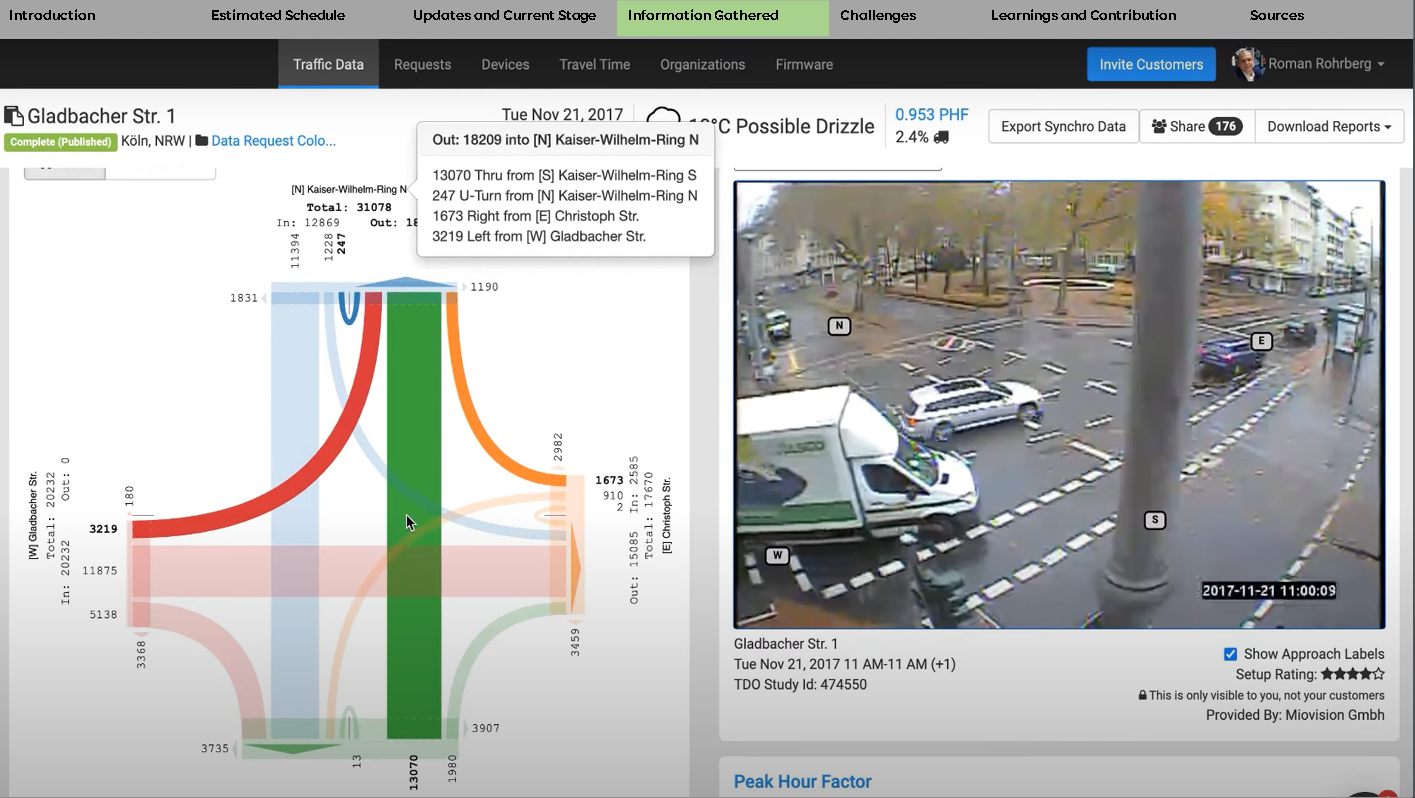 Introduction
Estimated Schedule
Updates and Current Stage
Information Gathered
Challenges
Learnings and Contribution
Sources
Traffic Data
Requests
Devices
Travel Time
Organizations
Firmware
Invite Customers
Roman Rohrberg
Gladbacher Str. 1
Complete (Published) Köln, NRW | Data Request Colo...
Tue Nov 21, 2017
°C Possible Drizzle
0.953 PHF
2.4%
Export Synchro Data
Share 176
Download Reports
Out: 18209 into [N] Kaiser-Wilhelm-Ring N
13070 Thru from [S] Kaiser-Wilhelm-Ring S
247 U-Turn from [N] Kaiser-Wilhelm-Ring N
1673 Right from [E] Christoph Str.
3219 Left from [W] Gladbacher Str.
[N] Kaiser-Wilhelm-Ring N
Total: 31078
In: 12869 Out: 18
11394
1228
247
1831
1190
[W] Gladbacher Str.
Total: 20232
In: 20232 Out: 0
180
3219
11875
5138
3368
2982
1673
910
2
Out: 15085 In: 2585
Total: 17670
[E] Christoph Str.
3459
3735
3907
13
13070
1980
N
E
S
W
2017-11-21 11:00:09
Gladbacher Str. 1
Tue Nov 21, 2017 11 AM-11 AM (+1)
TDO Study Id: 474550
Show Approach Labels
Setup Rating:
This is only visible to you, not your customers
Provided By: Miovision Gmbh
Peak Hour Factor